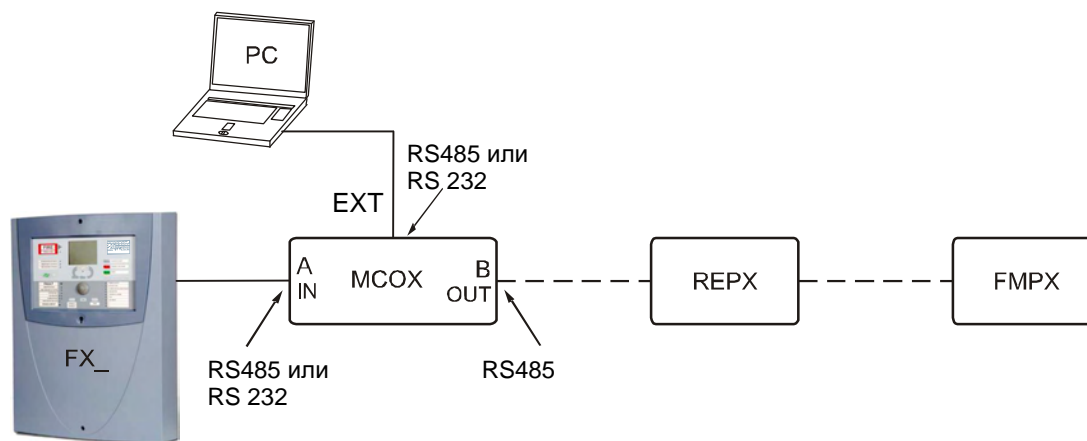 PC
RS485 или
RS 232
EXT
A
IN
MCOX
B
OUT
REPX
FMPX
FX_
RS485 или
RS 232
RS485